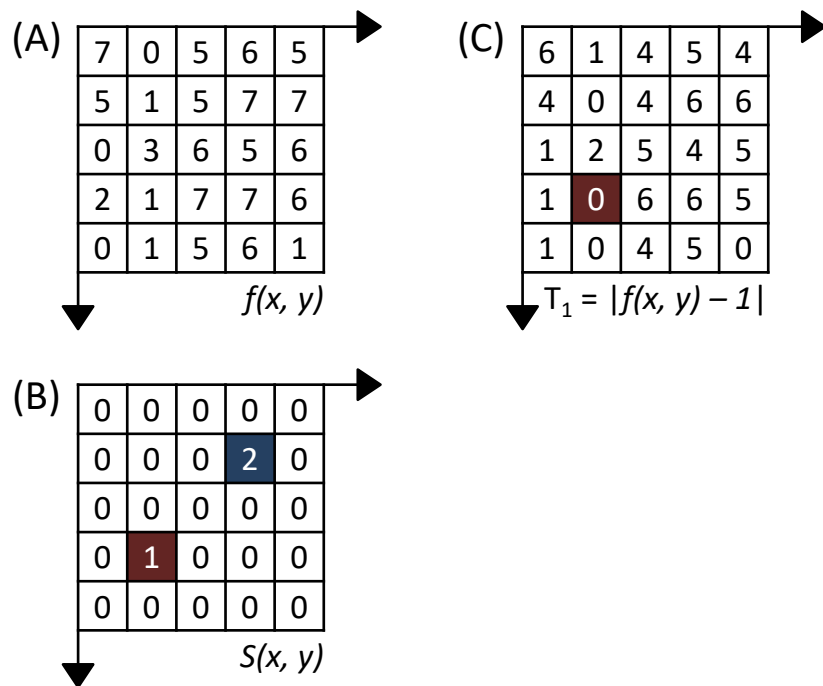 (A)
7 0 5 6 5
5 1 5 7 7
0 3 6 5 6
2 1 7 7 6
0 1 5 6 1
f(x, y)
(C)
6 1 4 5 4
4 0 4 6 6
1 2 5 4 5
1 0 6 6 5
1 0 4 5 0
T₁ = |f(x, y) – 1|
(B)
0 0 0 0 0
0 0 0 2 0
0 0 0 0 0
0 1 0 0 0
0 0 0 0 0
S(x, y)